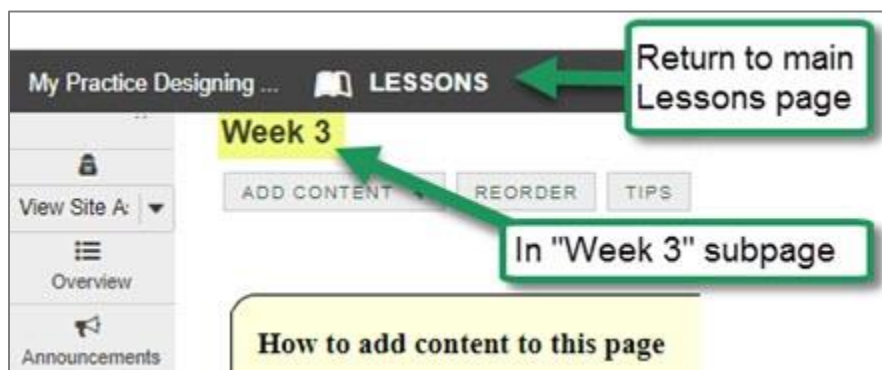 Return to main
Lessons page
My Practice Designing ... LESSONS
Week 3
ADD CONTENT REORDER TIPS
View Site A
In "Week 3" subpage
Overview
How to add content to this page
Announcements